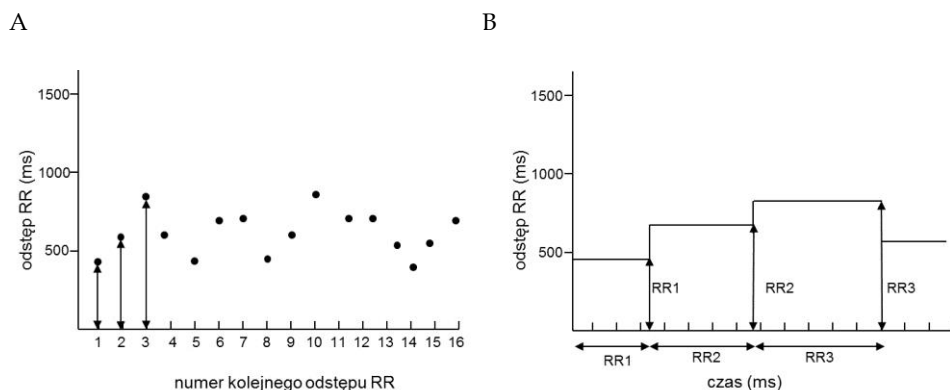 A
B
odstęp RR (ms)
1500
1000
500
1 2 3 4 5 6 7 8 9 10 11 12 13 14 15 16
numer kolejnego odstępu RR
odstęp RR (ms)
1500
1000
500
RR1
RR2
RR3
RR1
RR2
RR3
czas (ms)